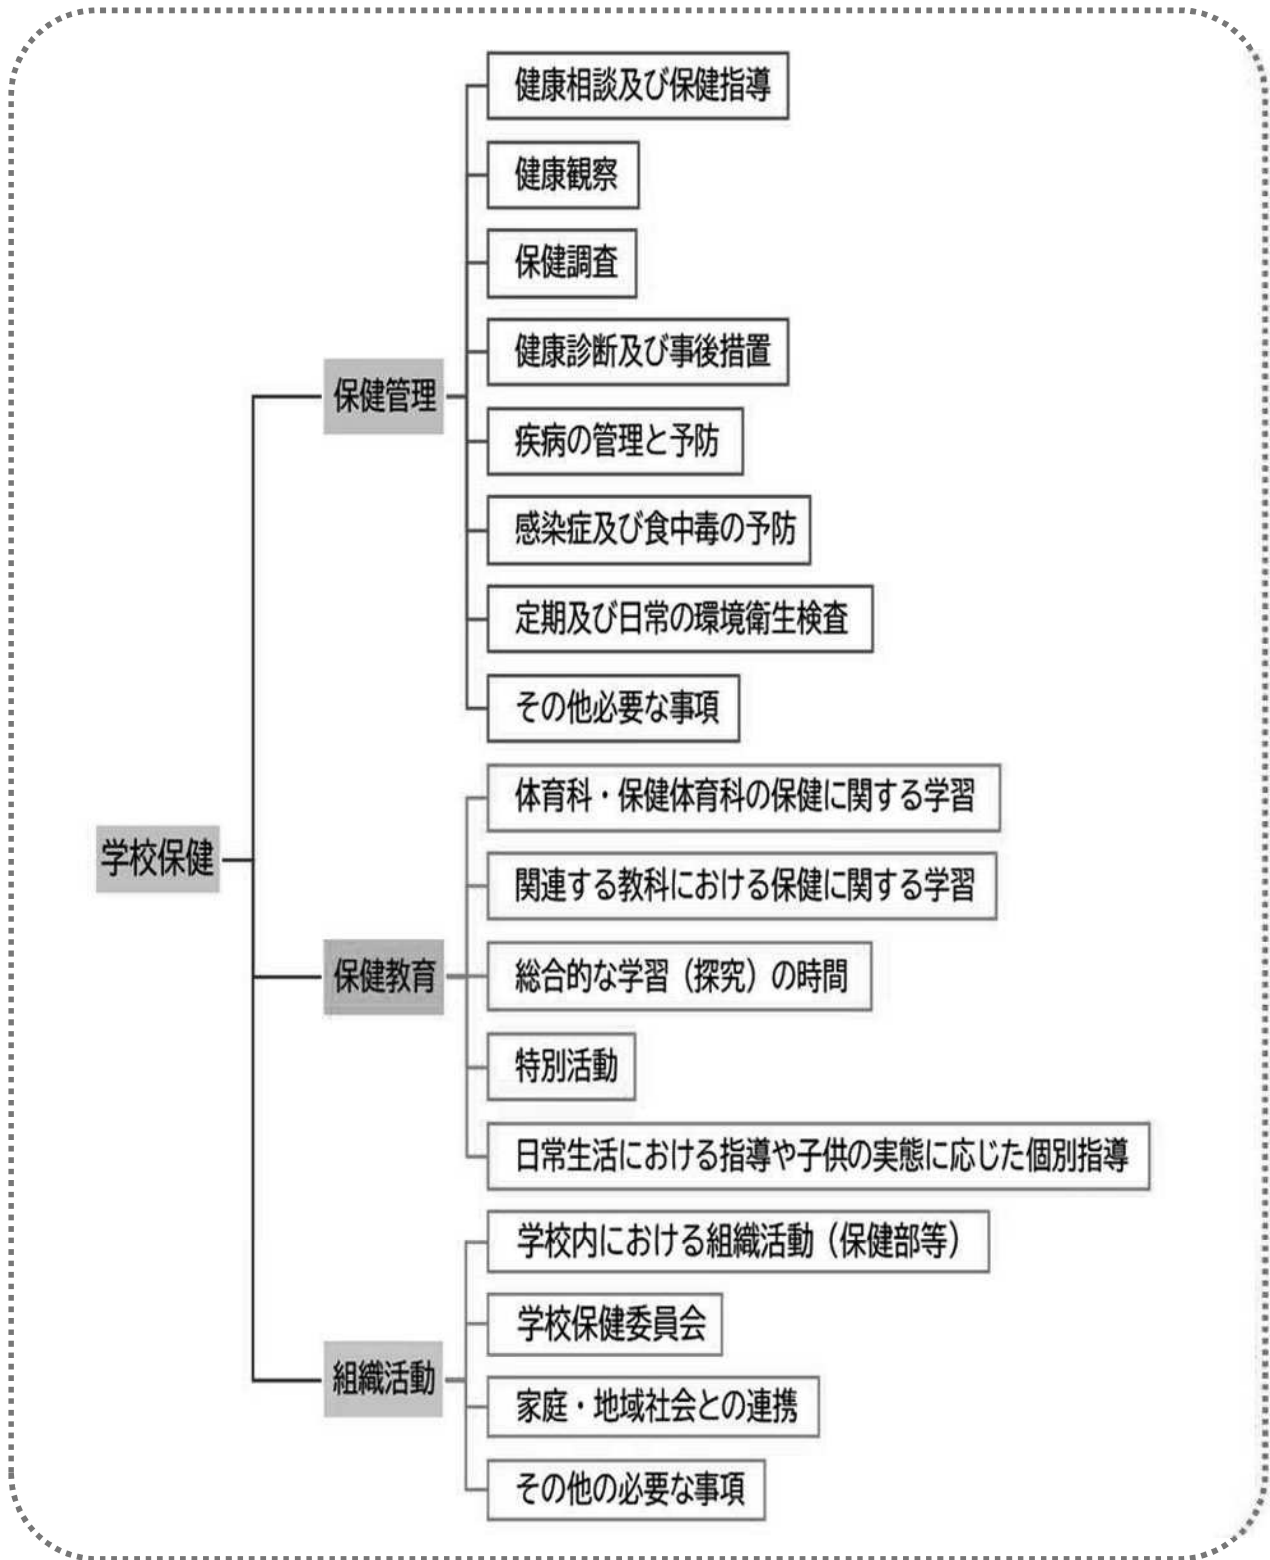 学校保健
保健管理
健康相談及び保健指導
健康観察
保健調査
健康診断及び事後措置
疾病の管理と予防
感染症及び食中毒の予防
定期及び日常の環境衛生検査
その他必要な事項
保健教育
体育科・保健体育科の保健に関する学習
関連する教科における保健に関する学習
総合的な学習（探究）の時間
特別活動
日常生活における指導や子供の実態に応じた個別指導
組織活動
学校内における組織活動（保健部等）
学校保健委員会
家庭・地域社会との連携
その他の必要な事項